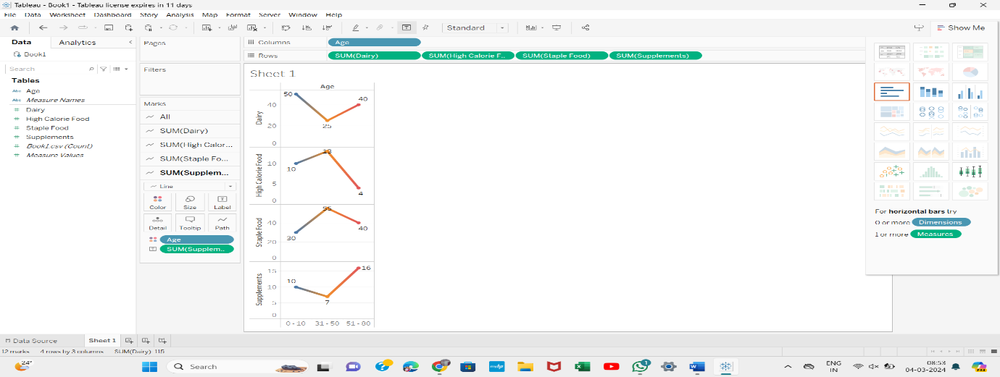 Tableau - Book1 - Tableau license expires in 11 days
File Data Worksheet Dashboard Story Analysis Map Format Server Window Help
Standard
Show Me
Data Analytics
Book1
Search
Tables
Abc Age
Abc Measure Names
Dairy
High Calorie Food
Staple Food
Supplements
Book1.csv (Count)
Measure Values
Pages
Filters
Marks
All
SUM(Dairy)
SUM(High Calor...
SUM(Staple Fo...
SUM(Supplem...
Line
Color Size Label
Detail Tooltip Path
Age
SUM(Supplem..
Columns Age
Rows SUM(Dairy) SUM(High Calorie F.. SUM(Staple Food) SUM(Supplements)
Sheet 1
Age
Dairy
40
20
0
50
25
40
High Calorie Food
10
5
0
10
13
4
Staple Food
40
20
0
30
55
40
Supplements
15
10
5
0
10
7
16
0 - 10 31 - 50 51 - 80
For horizontal bars try
0 or more Dimensions
1 or more Measures
Data Source Sheet 1
12 marks 4 rows by 3 columns SUM(Dairy): 115
24°
Search
1
ENG
IN
08:53
04-03-2024